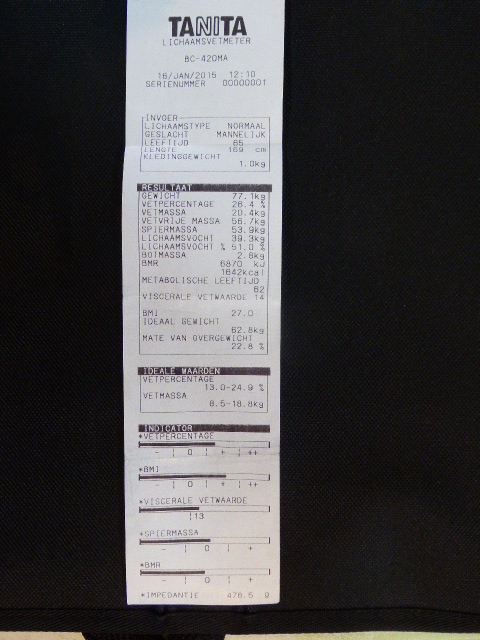 TANITA
LICHAAMSVETMETER
BC-420MA
16/JAN/2015 12:10
SERIENUMMER 00000001
INVOER
LICHAAMSTYPE NORMAAL
GESLACHT MANNELIJK
LEEFTIJD 65
LENGTE 169 cm
KLEDINGGEWICHT
1.0kg
RESULTAAT
GEWICHT 77.1kg
VETPERCENTAGE 26.4 %
VETMASSA 20.4kg
VETVRIJE MASSA 56.7kg
SPIERMASSA 53.9kg
LICHAAMSVOCHT 39.3kg
LICHAAMSVOCHT % 51.0 %
BOTMASSA 2.8kg
BMR 6870 kJ
1642kcal
METABOLISCHE LEEFTIJD
62
VISCERALE VETWAARDE 14
BMI 27.0
IDEAAL GEWICHT
62.8kg
MATE VAN OVERGEWICHT
22.8 %
IDEALE WAARDEN
VETPERCENTAGE
13.0-24.9 %
VETMASSA
8.5-18.8kg
INDICATOR
*VETPERCENTAGE
- | 0 | + | ++
*BMI
- | 0 | + | ++
*VISCERALE VETWAARDE
|13
*SPIERMASSA
- | 0 | +
*BMR
- | 0 | +
*IMPEDANTIE 476.5 Ω